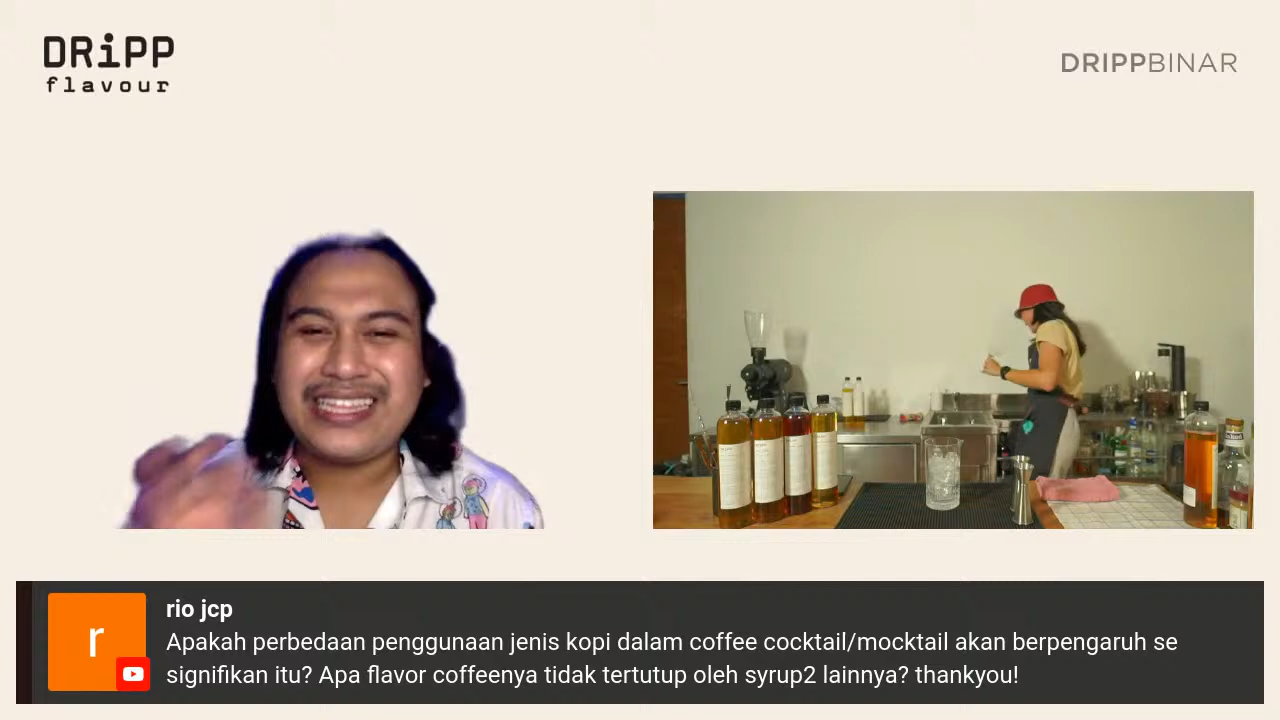 DRiPP
flavour
DRIPPBINAR
r
rio jcp
Apakah perbedaan penggunaan jenis kopi dalam coffee cocktail/mocktail akan berpengaruh se
signifikan itu? Apa flavor coffeenya tidak tertutup oleh syrup2 lainnya? thankyou!